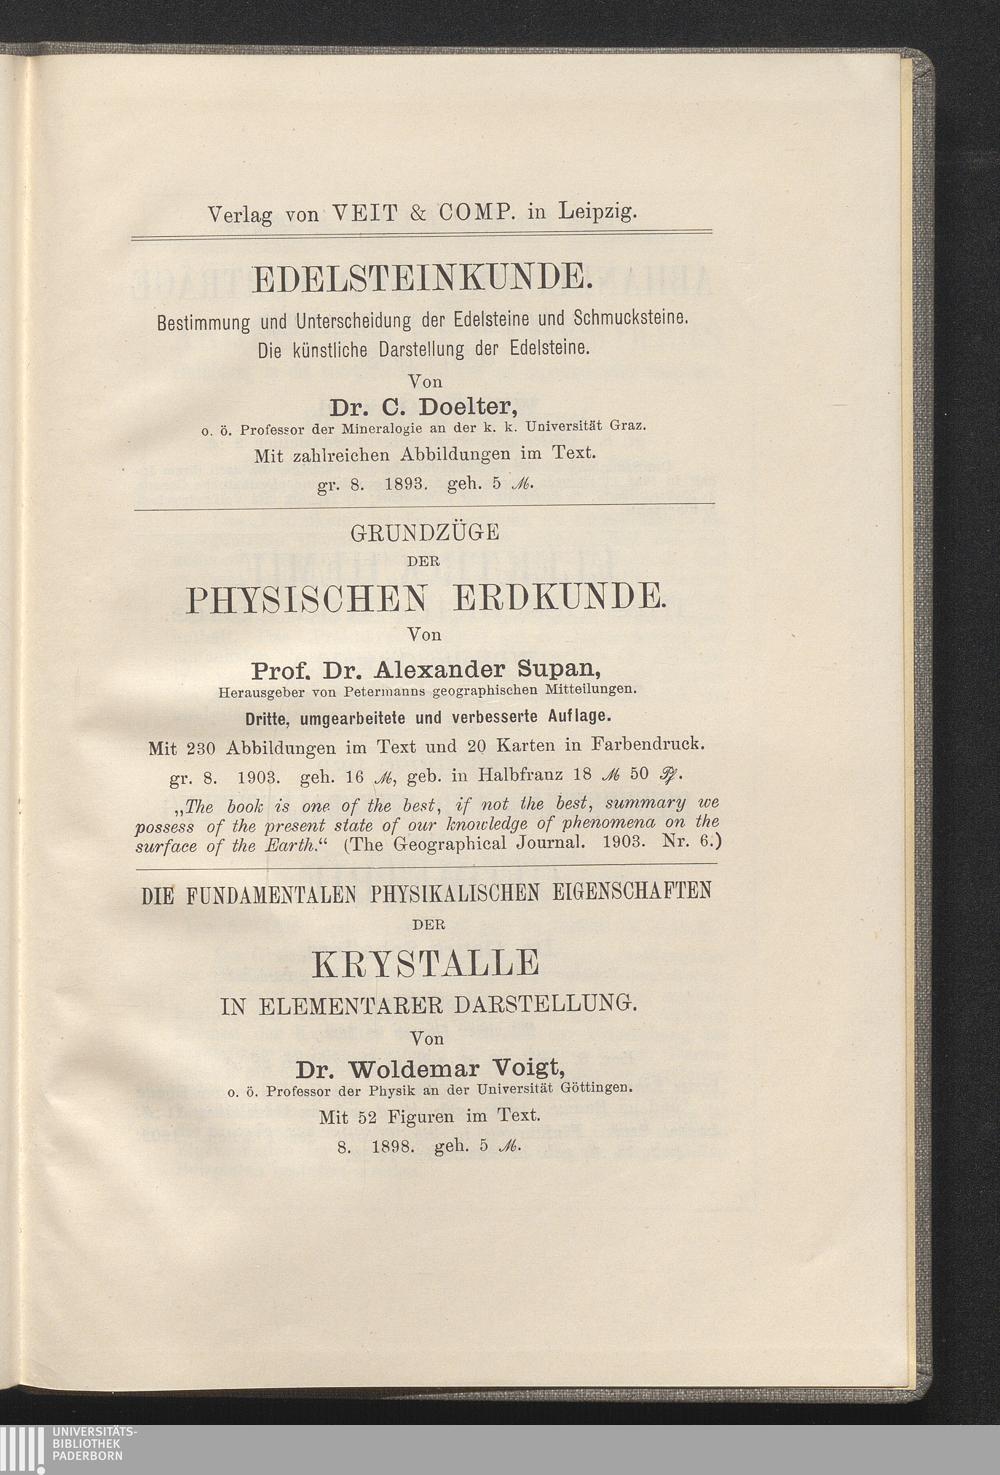 Verlag von VEIT & COMP. in Leipzig.
EDELSTEINKUNDE.
Bestimmung und Unterscheidung der Edelsteine und Schmucksteine.
Die künstliche Darstellung der Edelsteine.
Von
Dr. C. Doelter,
o. ö. Professor der Mineralogie an der k. k. Universität Graz.
Mit zahlreichen Abbildungen im Text.
gr. 8. 1893. geh. 5 ℳ.
GRUNDZÜGE
DER
PHYSISCHEN ERDKUNDE.
Von
Prof. Dr. Alexander Supan,
Herausgeber von Petermanns geographischen Mitteilungen.
Dritte, umgearbeitete und verbesserte Auflage.
Mit 230 Abbildungen im Text und 20 Karten in Farbendruck.
gr. 8. 1903. geh. 16 ℳ, geb. in Halbfranz 18 ℳ 50 ₰.
„The book is one of the best, if not the best, summary we
possess of the present state of our knowledge of phenomena on the
surface of the Earth.“ (The Geographical Journal. 1903. Nr. 6.)
DIE FUNDAMENTALEN PHYSIKALISCHEN EIGENSCHAFTEN
DER
KRYSTALLE
IN ELEMENTARER DARSTELLUNG.
Von
Dr. Woldemar Voigt,
o. ö. Professor der Physik an der Universität Göttingen.
Mit 52 Figuren im Text.
8. 1898. geh. 5 ℳ.
UNIVERSITÄTS-
BIBLIOTHEK
PADERBORN